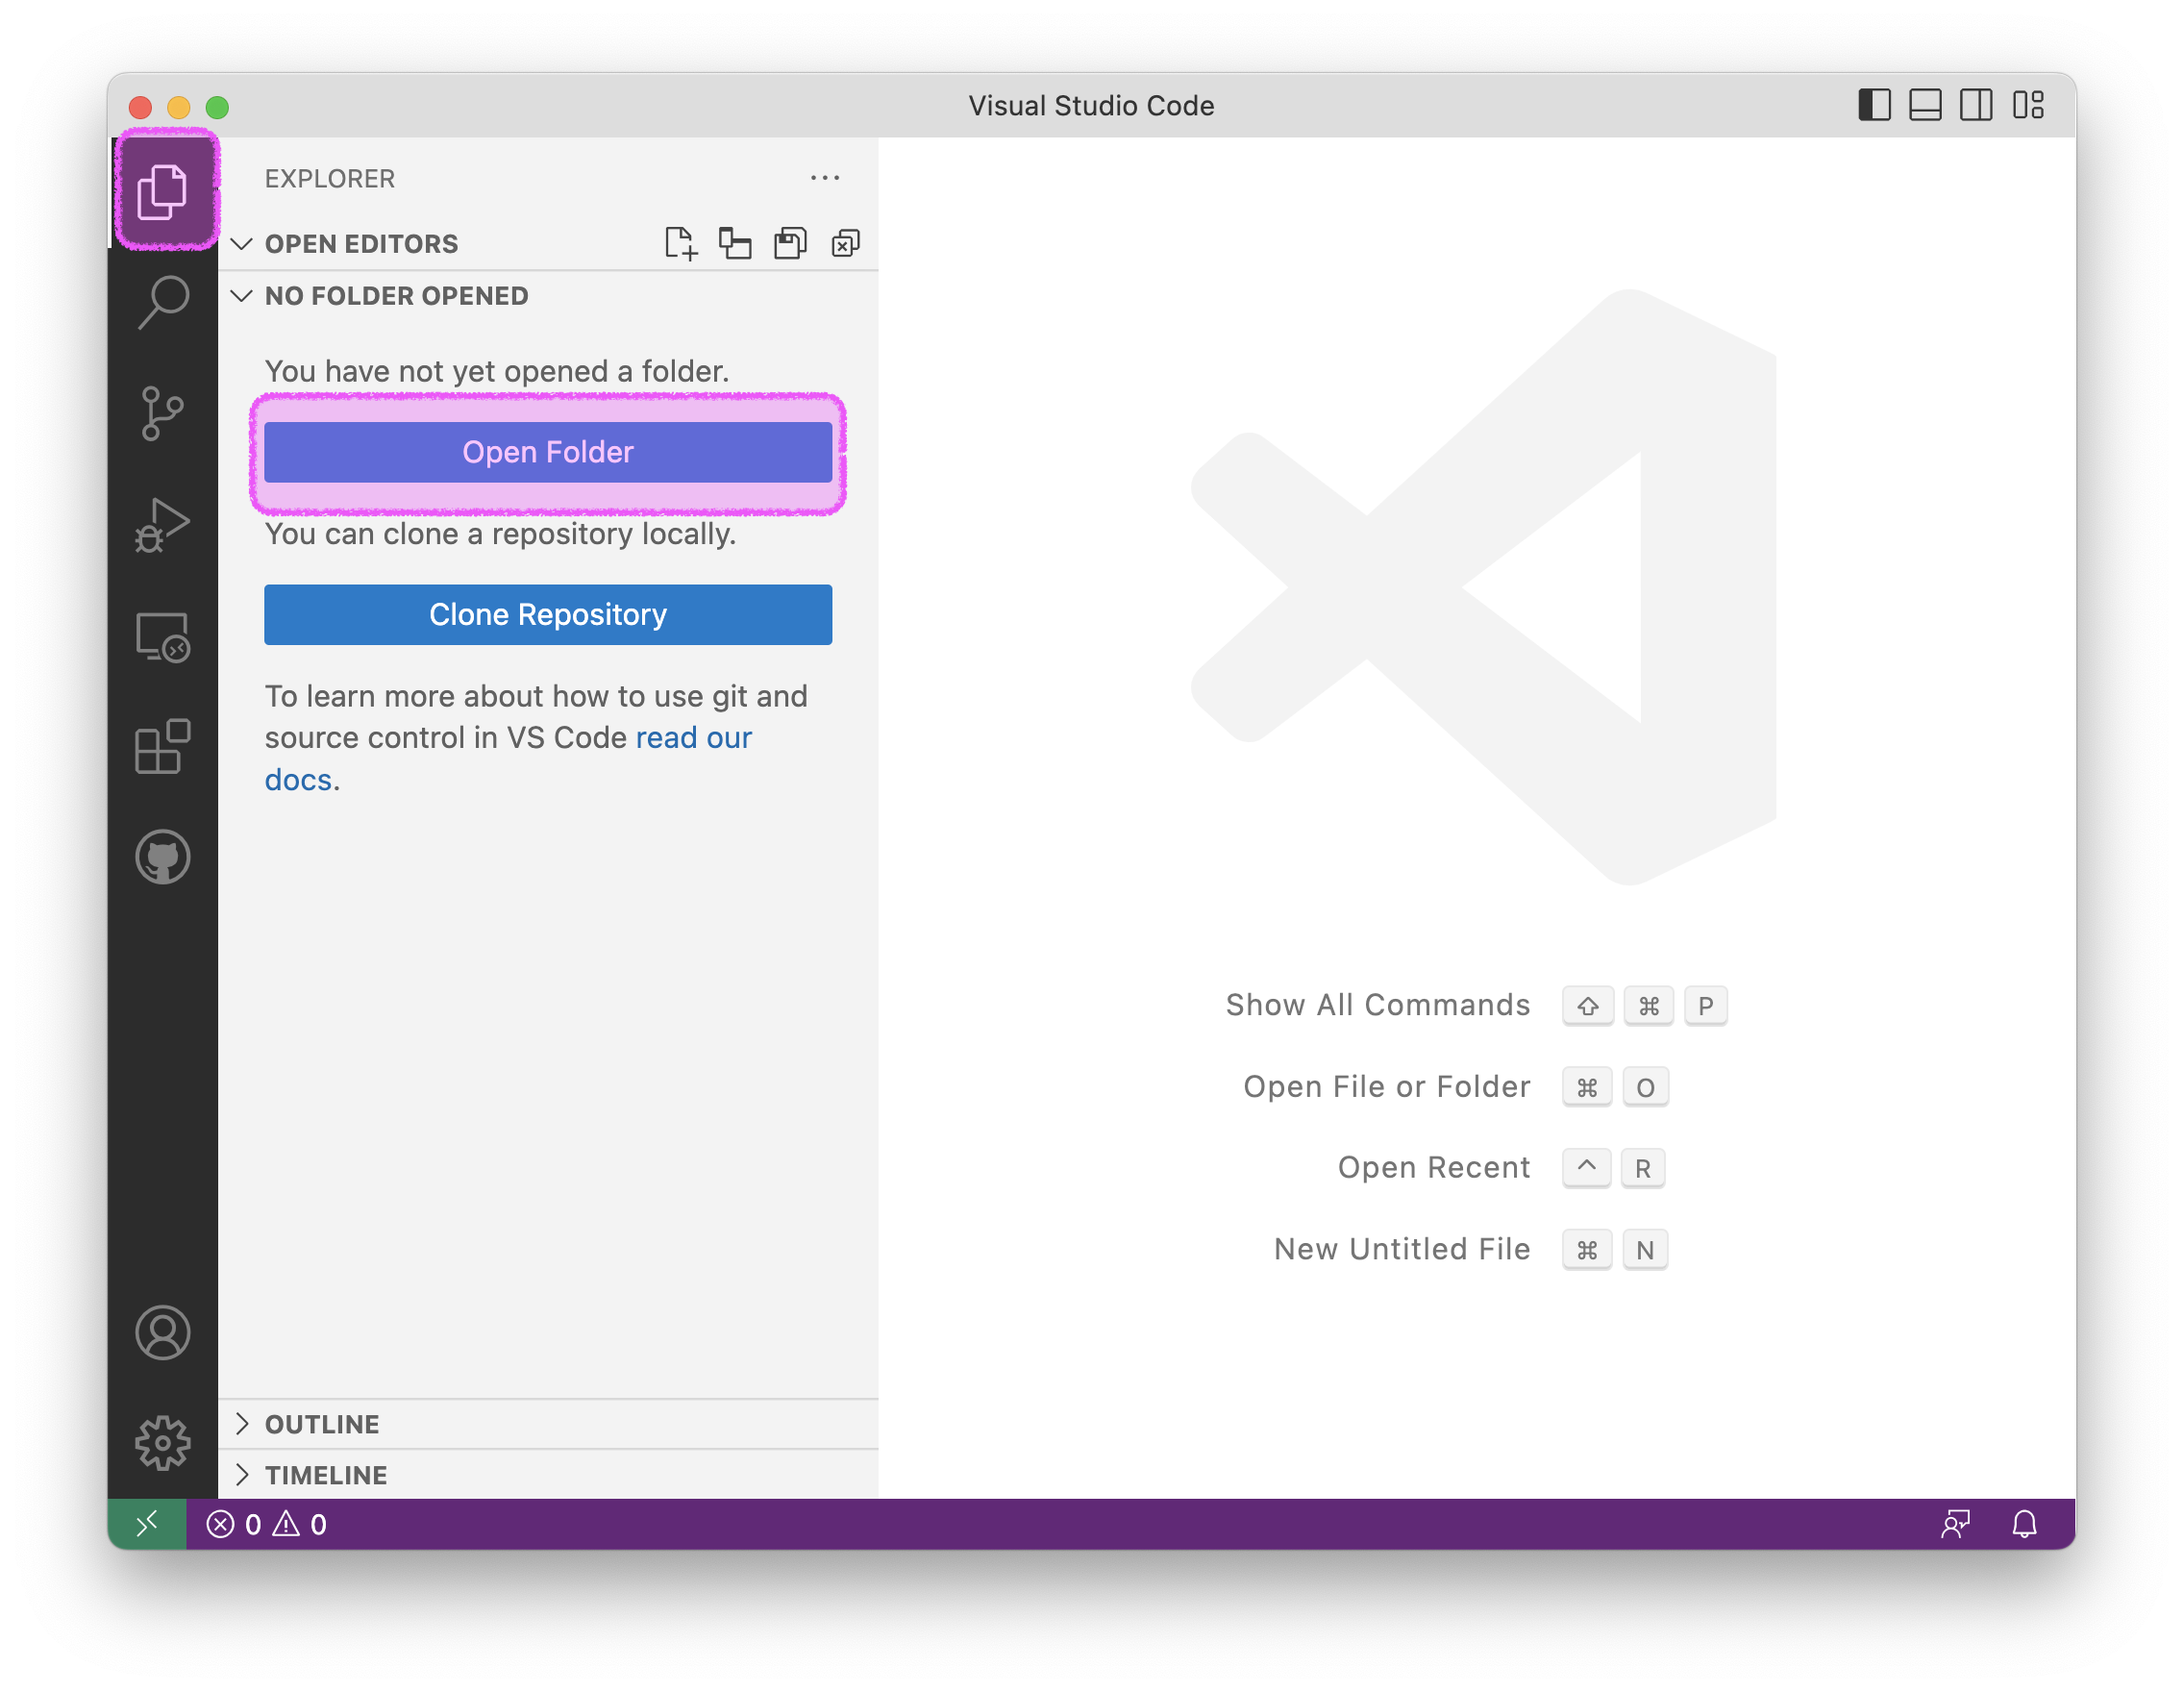 Visual Studio Code
EXPLORER
OPEN EDITORS
NO FOLDER OPENED
You have not yet opened a folder.
Open Folder
You can clone a repository locally.
Clone Repository
To learn more about how to use git and
source control in VS Code read our
docs.
Show All Commands ⇧ ⌘ P
Open File or Folder ⌘ O
Open Recent ^ R
New Untitled File ⌘ N
OUTLINE
TIMELINE
0 0